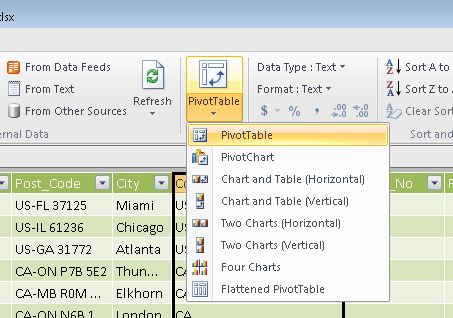 lsx
From Data Feeds
From Text
From Other Sources
ernal Data
Refresh
PivotTable
Data Type : Text
Format : Text
$ % ,
Sort A to
Sort Z to
Clear Sor
Sort and
PivotTable
PivotChart
Chart and Table (Horizontal)
Chart and Table (Vertical)
Two Charts (Horizontal)
Two Charts (Vertical)
Four Charts
Flattened PivotTable
Post_Code City Co _No
US-FL 37125 Miami US
US-IL 61236 Chicago US
US-GA 31772 Atlanta US
CA-ON P7B 5E2 Thun... CA
CA-MB R0M ... Elkhorn CA
CA-ON N6B 1 London CA